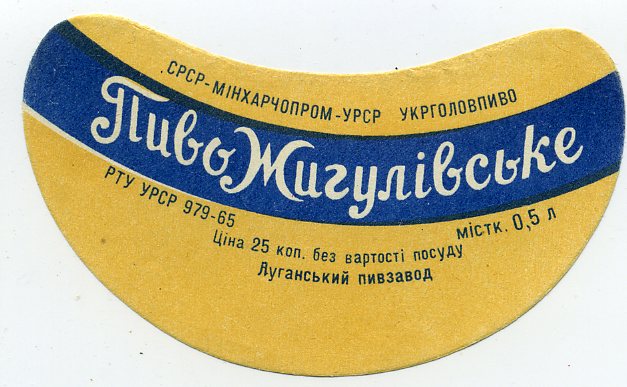 СРСР-МІНХАРЧОПРОМ-УРСР УКРГОЛОВПИВО
Пиво Жигулівське
РТУ УРСР 979-65
містк. 0,5 л
Ціна 25 коп. без вартості посуду
Луганський пивзавод